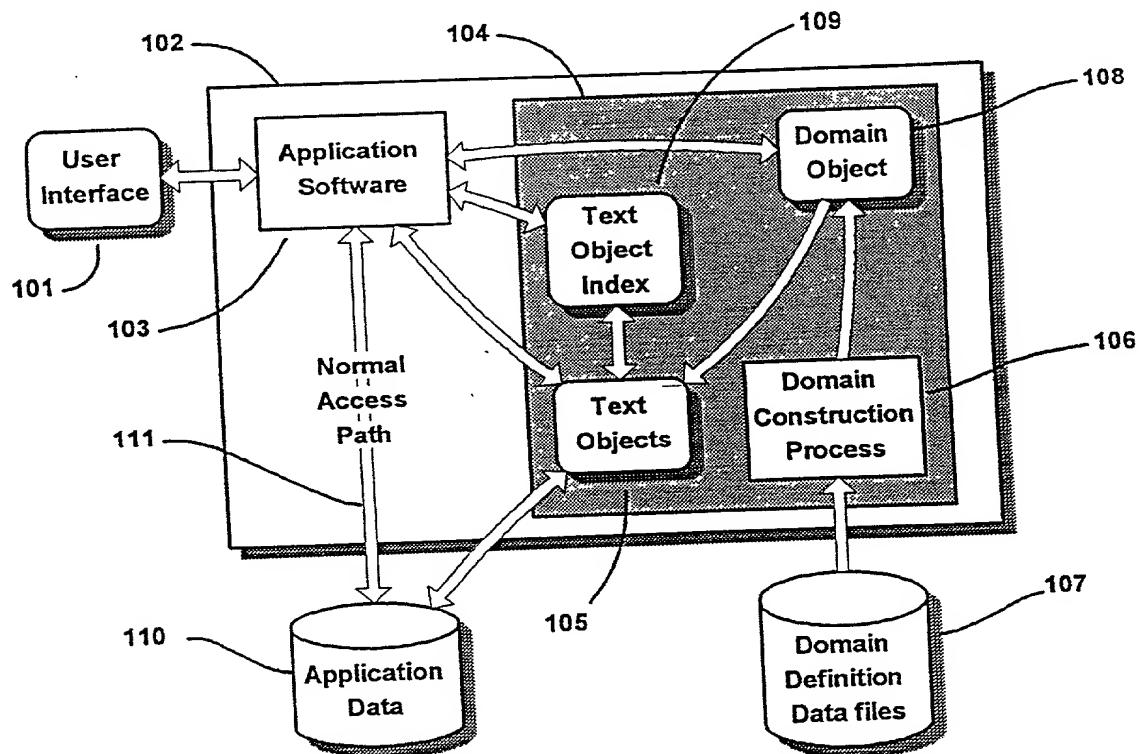 109
102
104
108
User
Interface
Application
Software
Domain
Object
Text
Object
Index
101
103
106
Normal
Access
Path
Text
Objects
Domain
Construction
Process
111
107
110
105
Application
Data
Domain
Definition
Data files